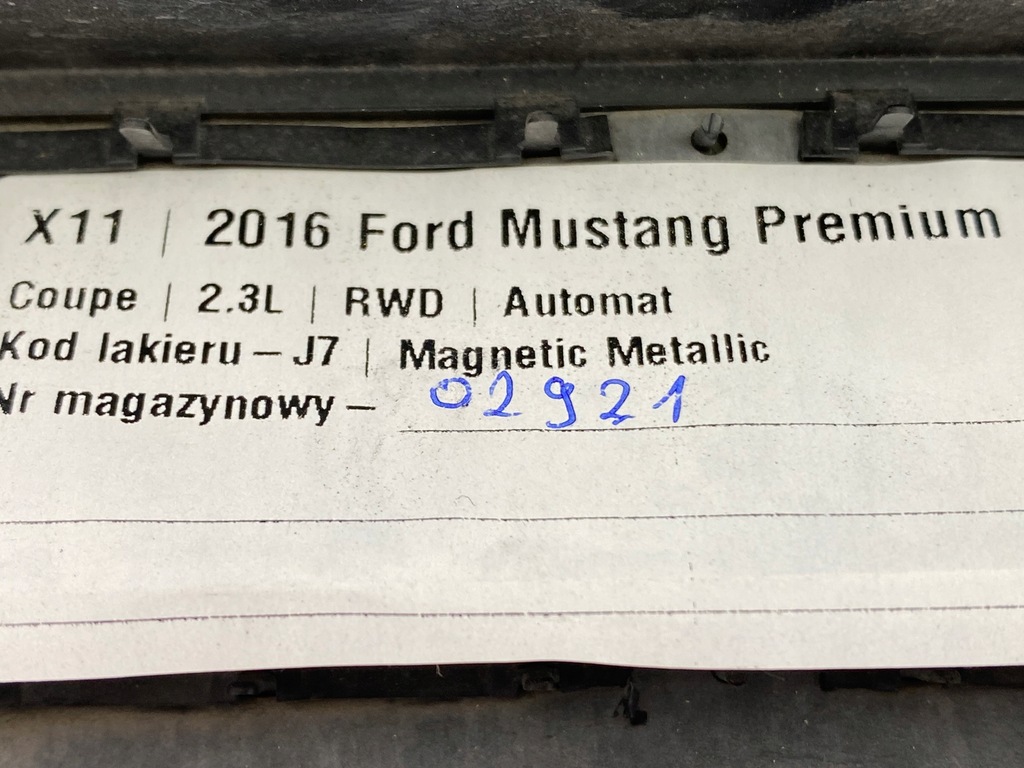 X11 | 2016 Ford Mustang Premium
Coupe | 2.3L | RWD | Automat
Kod lakieru – J7 | Magnetic Metallic
Nr magazynowy – 02921